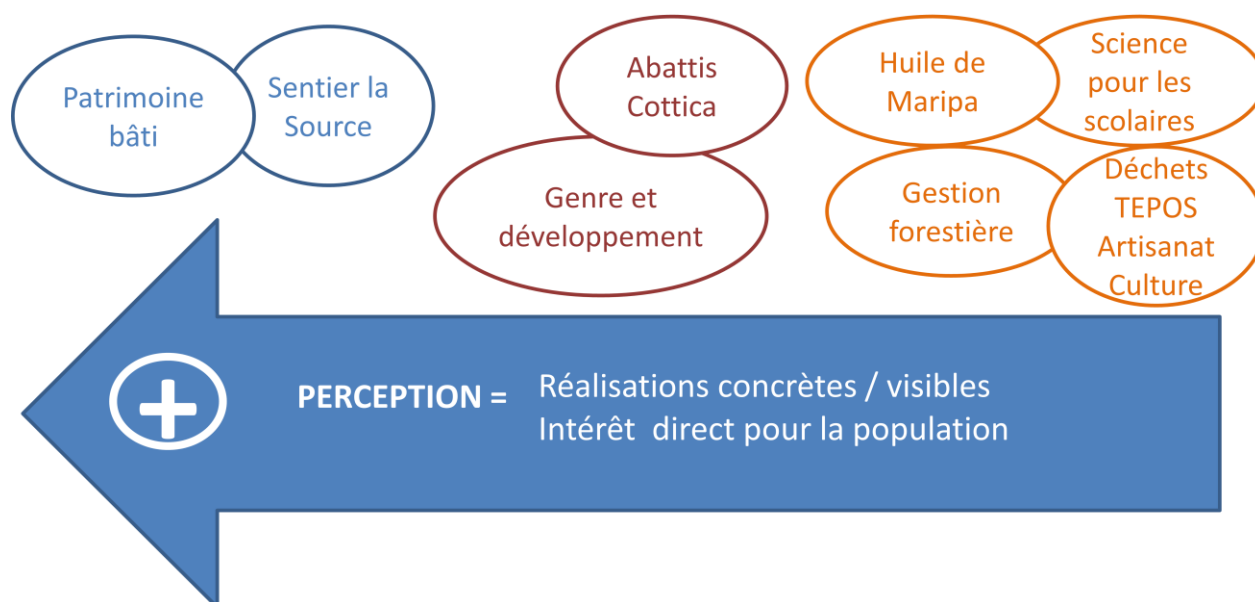 Patrimoine
bâti
Sentier la
Source
Abattis
Cottica
Genre et
développement
Huile de
Maripa
Science
pour les
scolaires
Gestion
forestière
Déchets
TEPOS
Artisanat
Culture
+
PERCEPTION = Réalisations concrètes / visibles
Intérêt direct pour la population